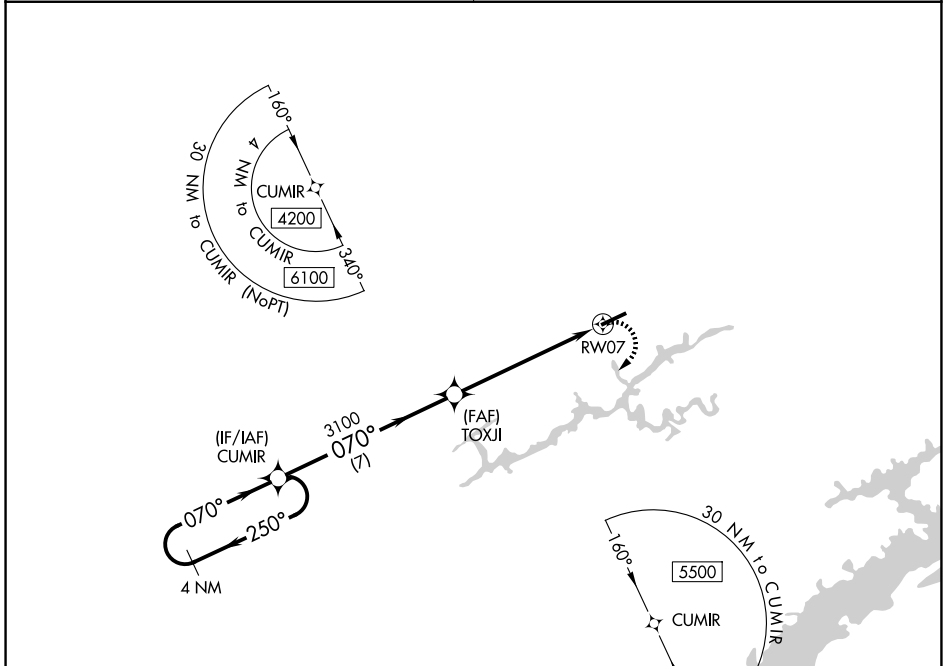 160°
30 NM to CUMIR (NoPT)
4 NM to CUMIR
CUMIR
4200
6100
340°
RW07
(FAF)
TOXJI
3100
070°
(7)
(IF/IAF)
CUMIR
070°
250°
4 NM
30 NM to CUMIR
160°
5500
CUMIR